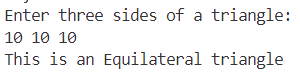 Enter three sides of a triangle:
10 10 10
This is an Equilateral triangle